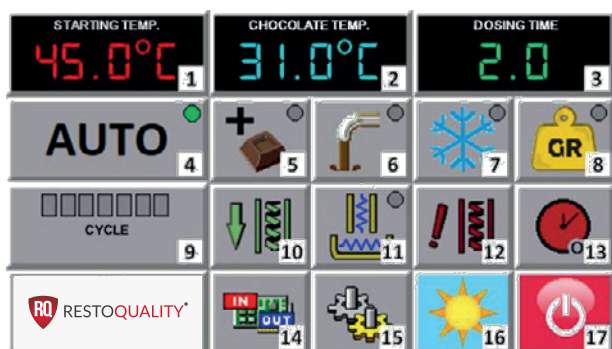 STARTING TEMP.
CHOCOLATE TEMP.
DOSING TIME
45.0°C 1
31.0°C 2
2.0 3
AUTO 4
+ 5
6
7
GR 8
CYCLE 9
10
11
! 12
13
RQ RESTOQUALITY
IN OUT 14
15
16
17